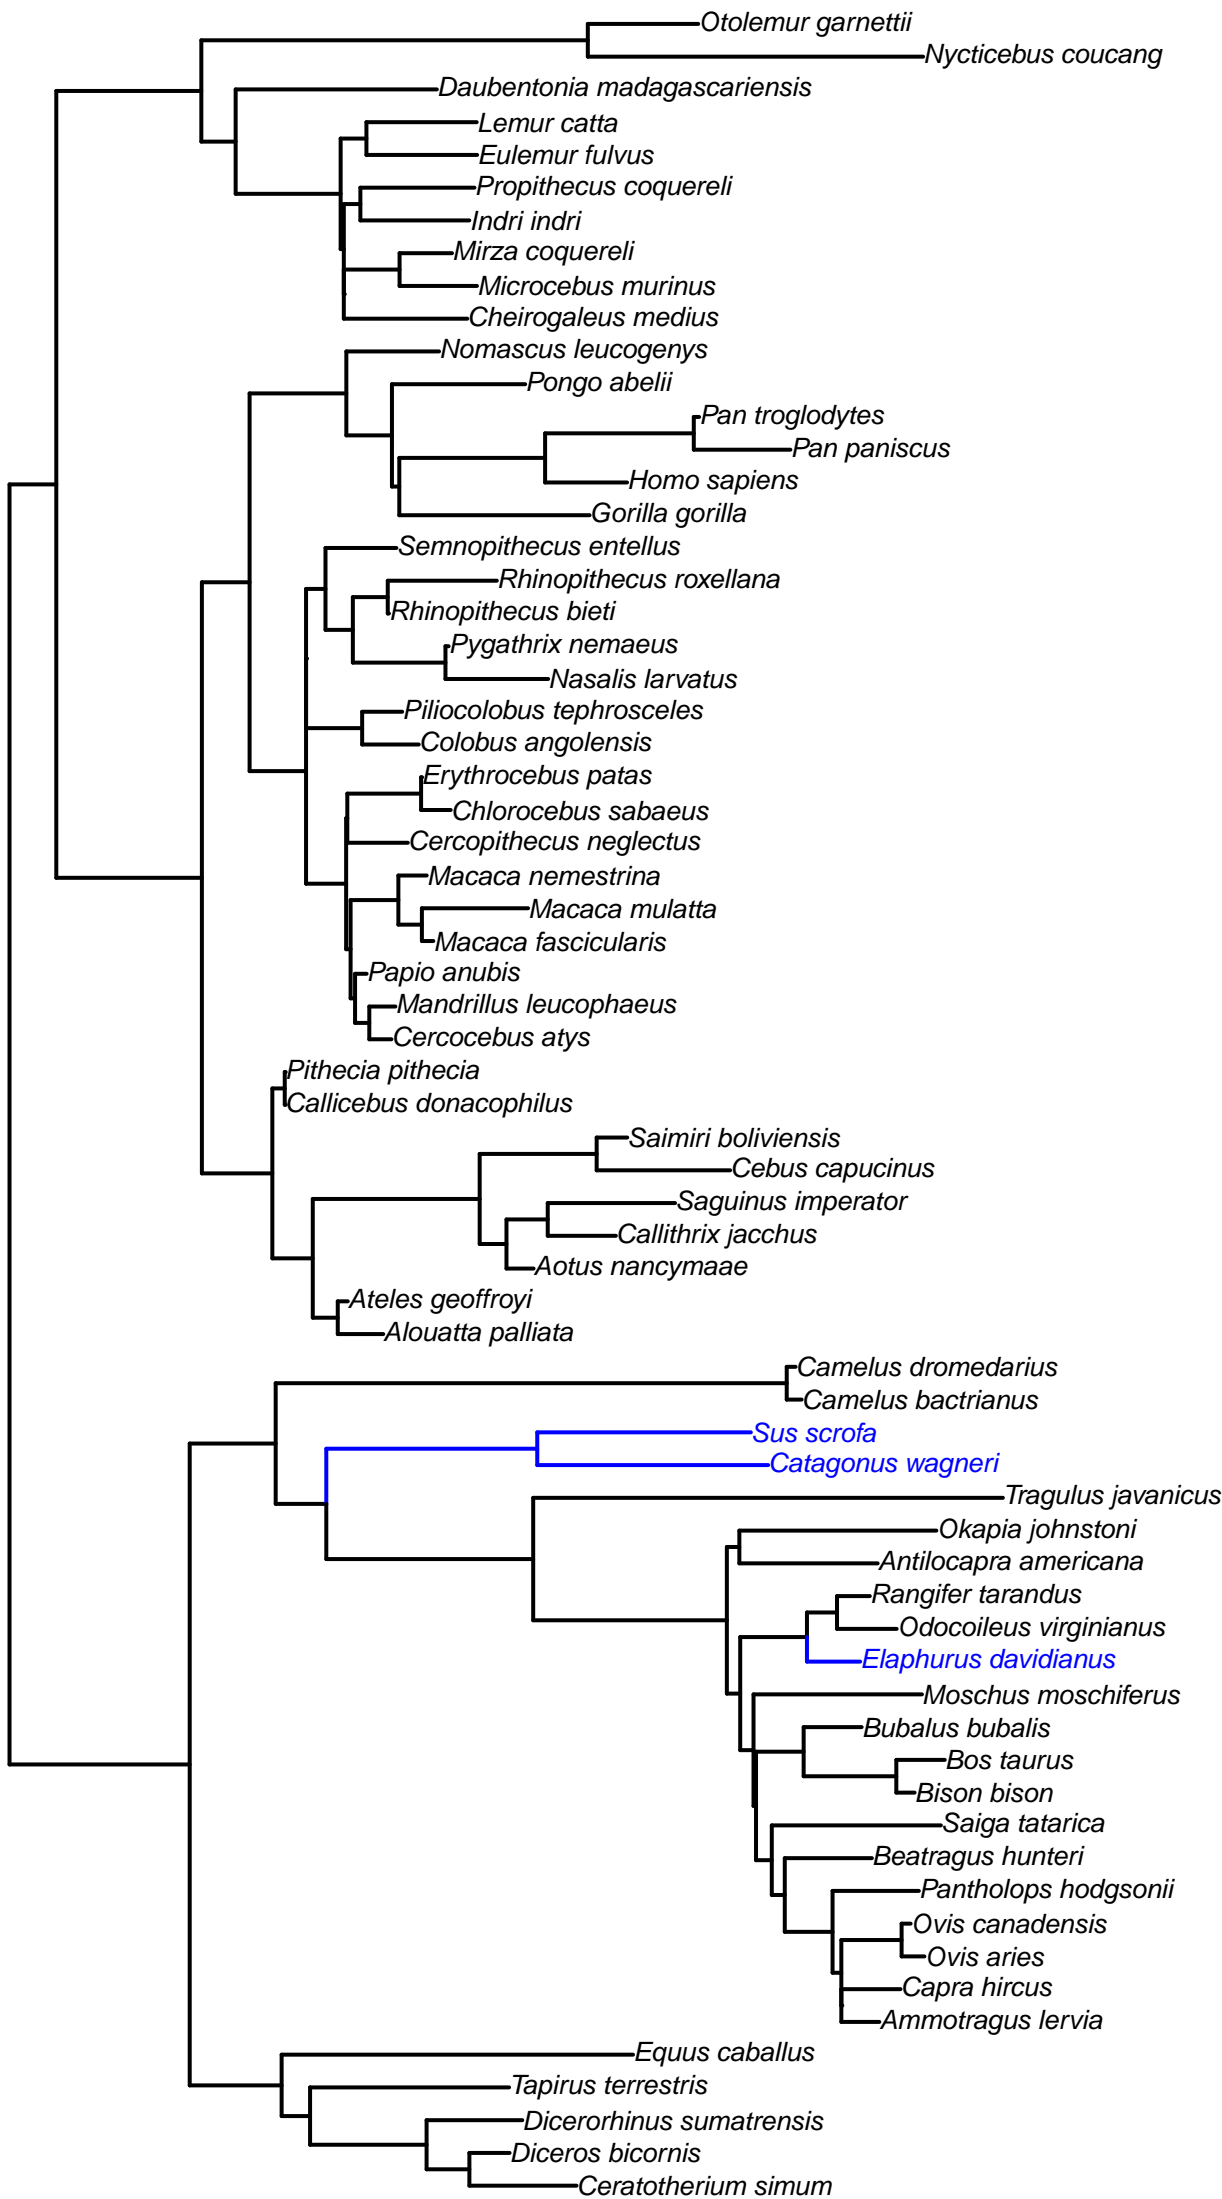 Otolemur garnettii
Nycticebus coucang
Daubentonia madagascariensis
Lemur catta
Eulemur fulvus
Propithecus coquereli
Indri indri
Mirza coquereli
Microcebus murinus
Cheirogaleus medius
Nomascus leucogenys
Pongo abelii
Pan troglodytes
Pan paniscus
Homo sapiens
Gorilla gorilla
Semnopithecus entellus
Rhinopithecus roxellana
Rhinopithecus bieti
Pygathrix nemaeus
Nasalis larvatus
Piliocolobus tephrosceles
Colobus angolensis
Erythrocebus patas
Chlorocebus sabaeus
Cercopithecus neglectus
Macaca nemestrina
Macaca mulatta
Macaca fascicularis
Papio anubis
Mandrillus leucophaeus
Cercocebus atys
Pithecia pithecia
Callicebus donacophilus
Saimiri boliviensis
Cebus capucinus
Saguinus imperator
Callithrix jacchus
Aotus nancymaae
Ateles geoffroyi
Alouatta palliata
Camelus dromedarius
Camelus bactrianus
Sus scrofa
Catagonus wagneri
Tragulus javanicus
Okapia johnstoni
Antilocapra americana
Rangifer tarandus
Odocoileus virginianus
Elaphurus davidianus
Moschus moschiferus
Bubalus bubalis
Bos taurus
Bison bison
Saiga tatarica
Beatragus hunteri
Pantholops hodgsonii
Ovis canadensis
Ovis aries
Capra hircus
Ammotragus lervia
Equus caballus
Tapirus terrestris
Dicerorhinus sumatrensis
Diceros bicornis
Ceratotherium simum